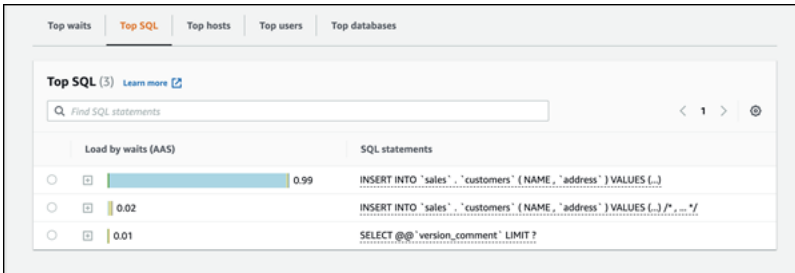 Top waits Top SQL Top hosts Top users Top databases
Top SQL (3) Learn more
Find SQL statements 1
Load by waits (AAS) SQL statements
0.99 INSERT INTO `sales` . `customers` ( NAME , `address` ) VALUES (...)
0.02 INSERT INTO `sales` . `customers` ( NAME , `address` ) VALUES (...) /* , ... */
0.01 SELECT @@`version_comment` LIMIT ?